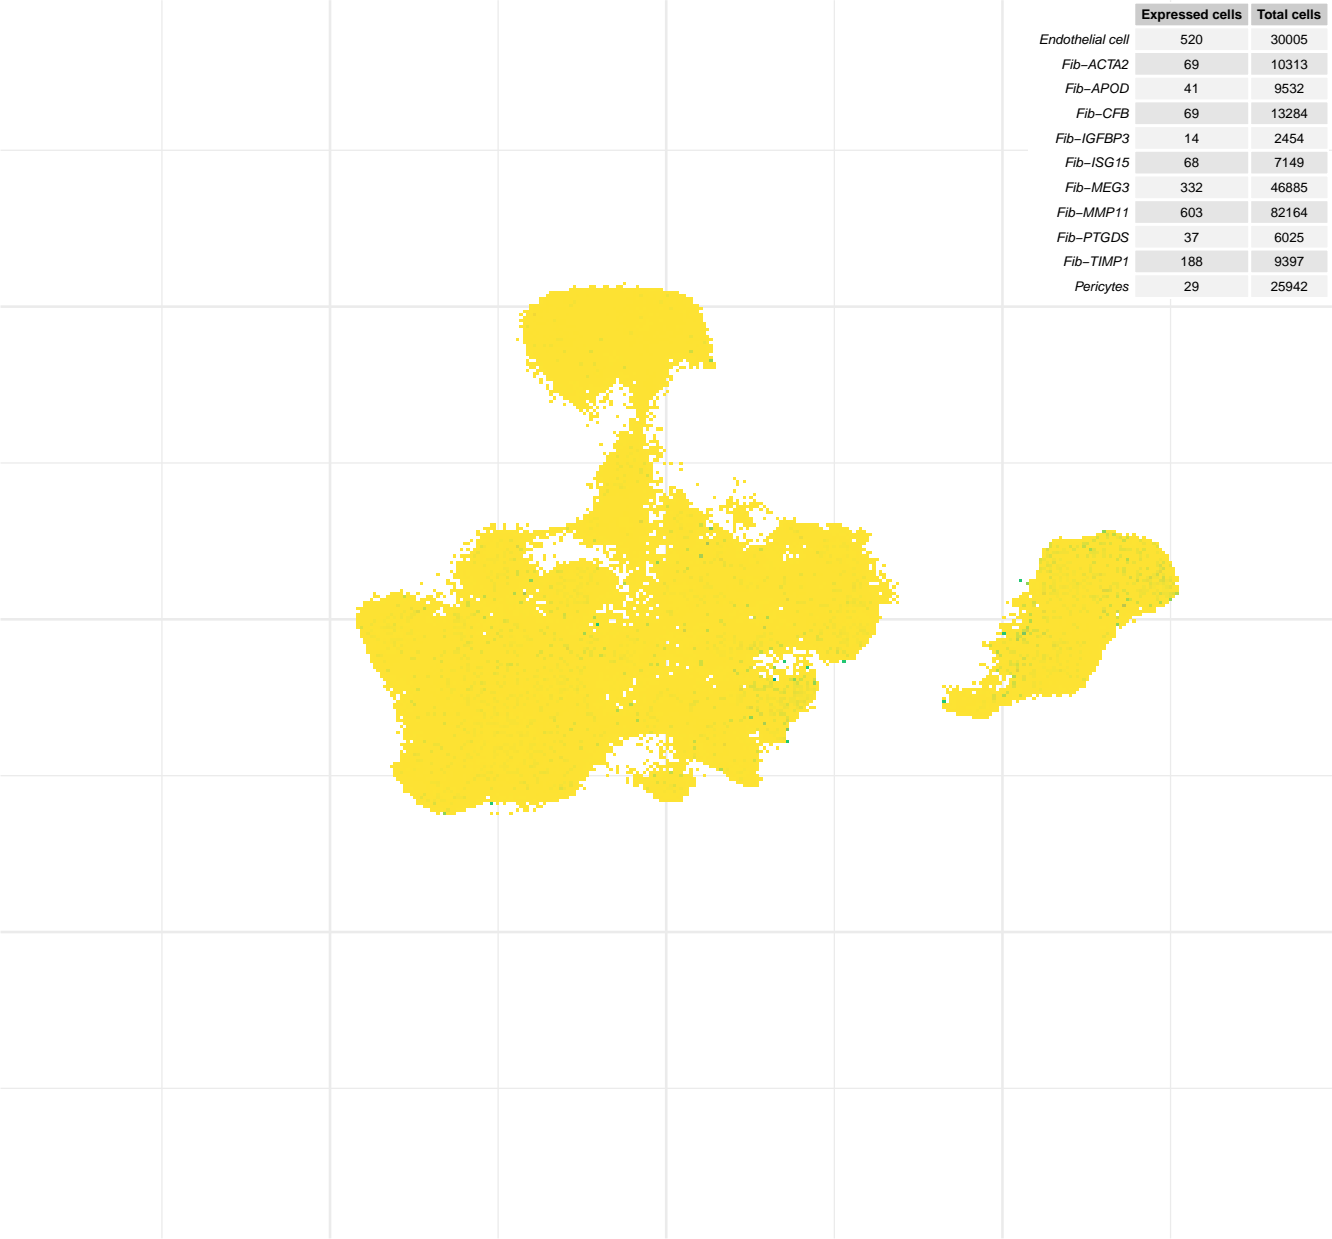 Expressed cells Total cells
Endothelial cell 520 30005
Fib−ACTA2 69 10313
Fib−APOD 41 9532
Fib−CFB 69 13284
Fib−IGFBP3 14 2454
Fib−ISG15 68 7149
Fib−MEG3 332 46885
Fib−MMP11 603 82164
Fib−PTGDS 37 6025
Fib−TIMP1 188 9397
Pericytes 29 25942